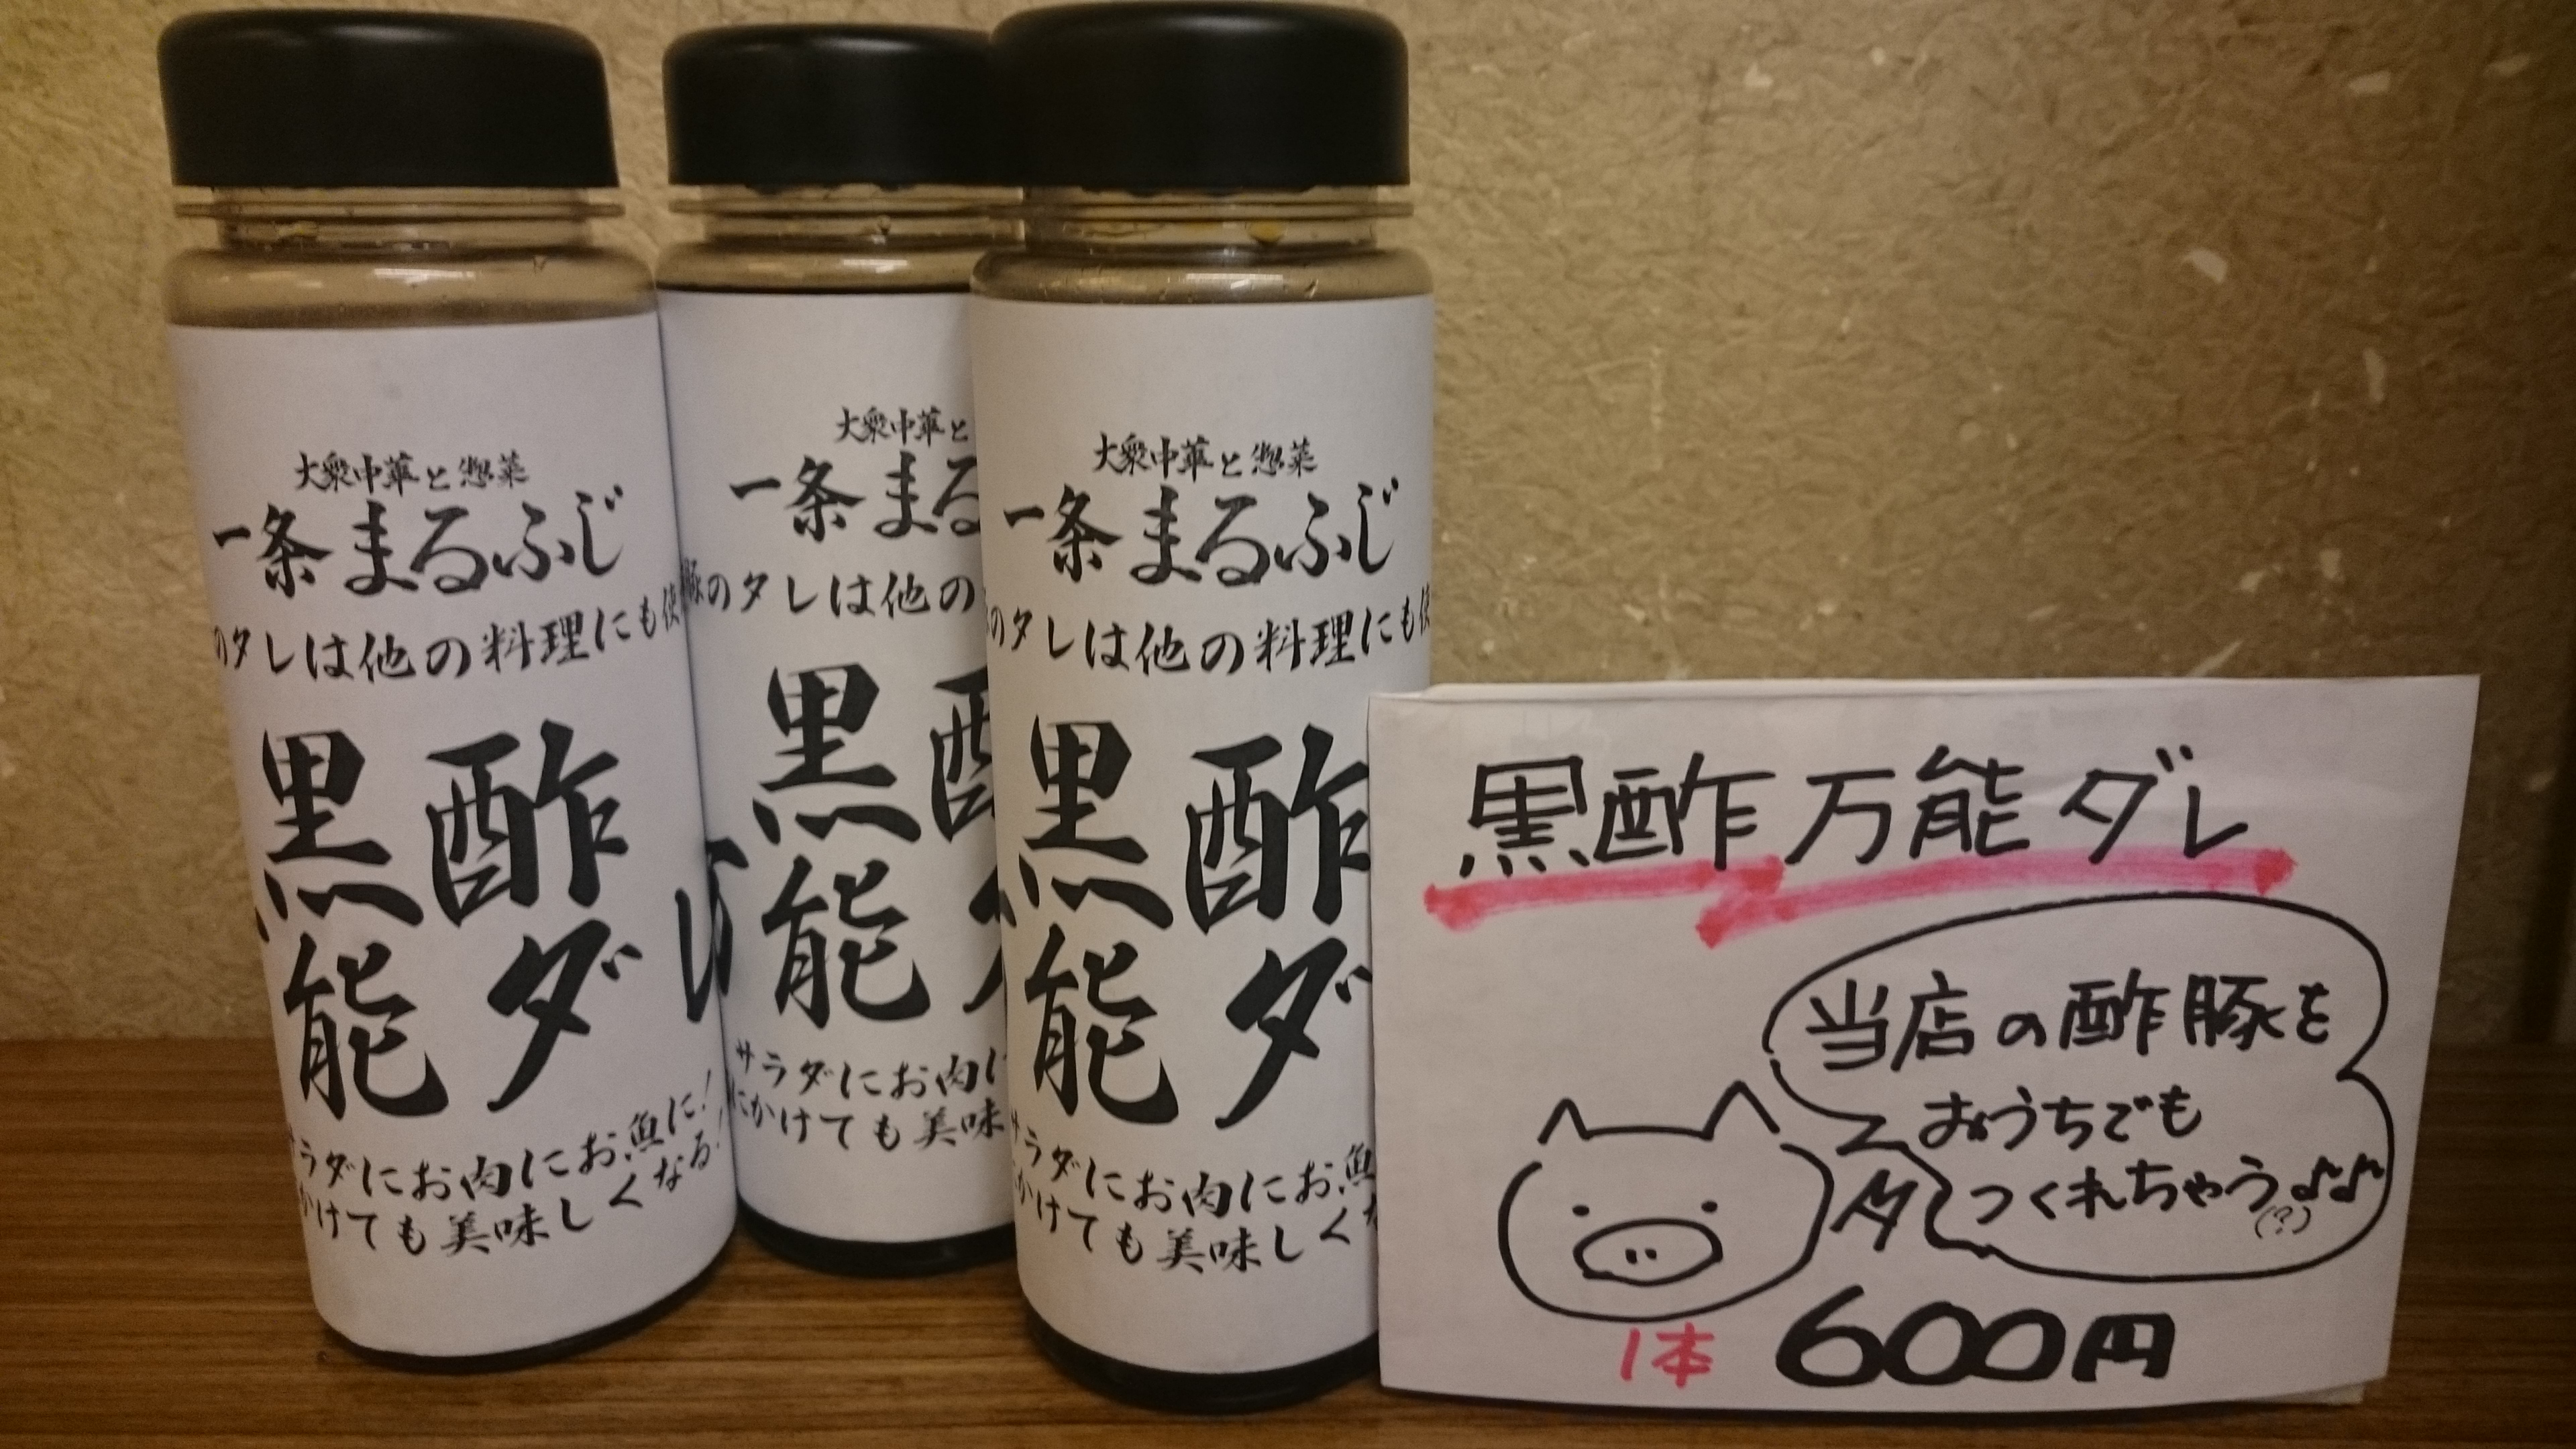 大衆中華と惣菜
一条まるふじ
のタレは他の料理にも使
黒酢
能ダ
サラダにお肉にお魚に!
かけても美味しくなる!
大衆中華と
一条まる
豚のタレは他の
黒酢
能
サラダにお肉に
にかけても美味
大衆中華と惣菜
一条まるふじ
のタレは他の料理にも使
黒酢
能ダ
サラダにお肉にお魚
かけても美味しくな
黒酢万能ダレ
当店の酢豚を
おうちでも
つくれちゃう♪♪
(?)
1本 600円